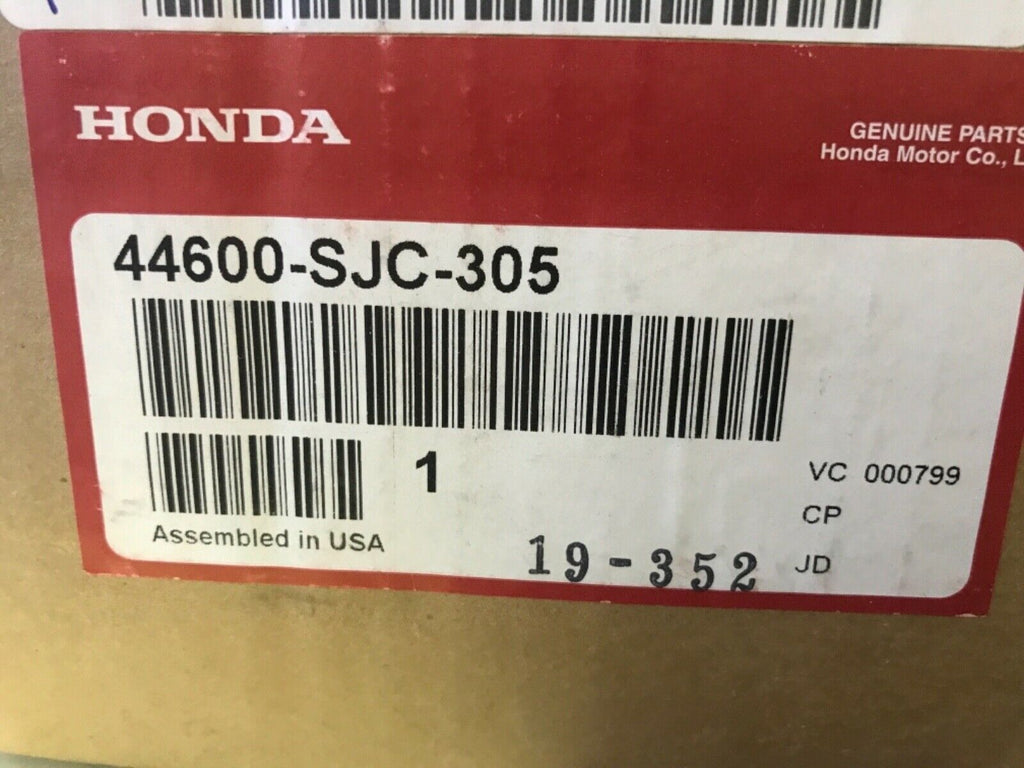 HONDA
GENUINE PARTS
Honda Motor Co., L
44600-SJC-305
1
VC 000799
CP
Assembled in USA
19-352
JD